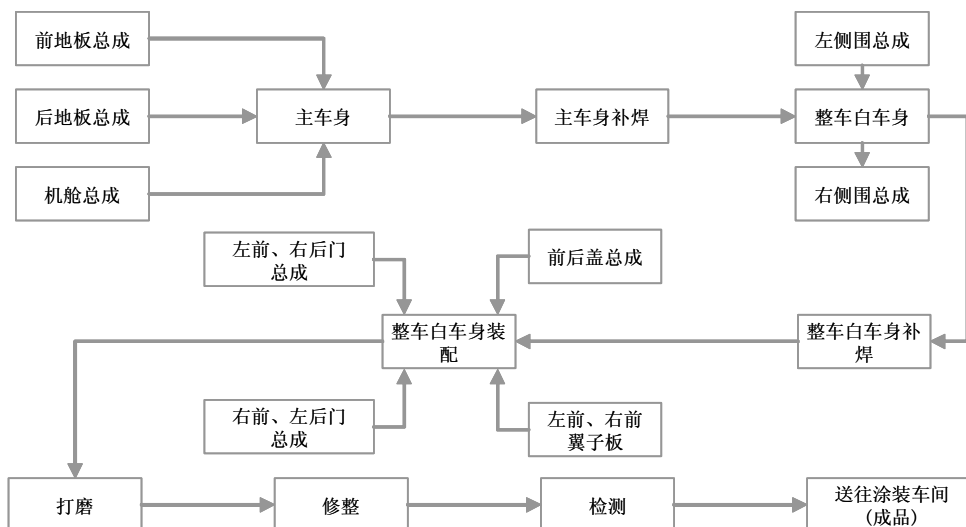 前地板总成
左侧围总成
后地板总成
主车身
主车身补焊
整车白车身
机舱总成
右侧围总成
左前、右后门
总成
前后盖总成
整车白车身装
配
整车白车身补
焊
右前、左后门
总成
左前、右前
翼子板
打磨
修整
检测
送往涂装车间
(成品)